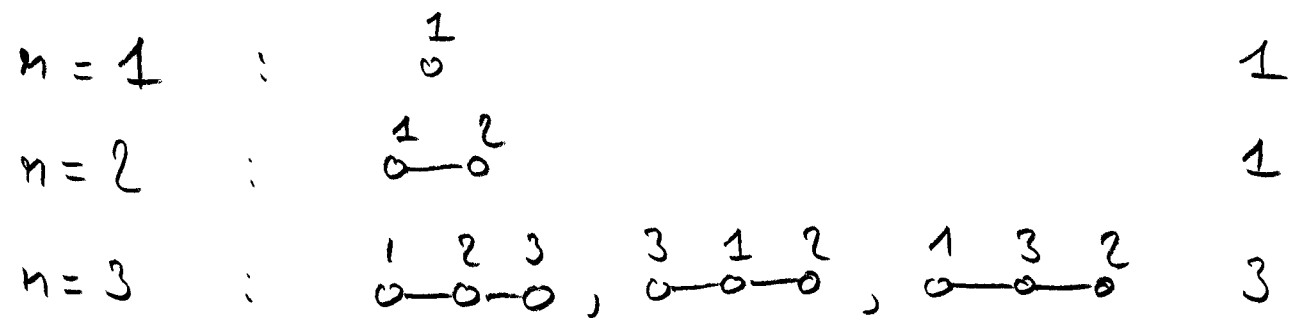 1
n = 1 : 1
1 2
n = 2 : 1
1 2 3 3 1 2 1 3 2
n = 3 : , , 3